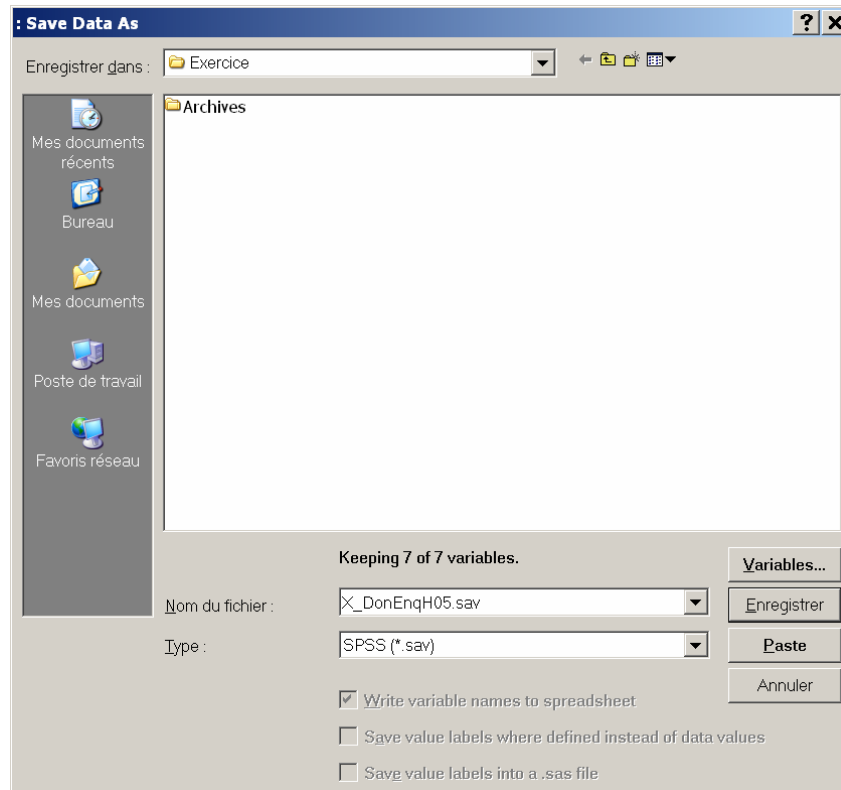 : Save Data As
Enregistrer dans :
Exercice
Archives
Mes documents
récents
Bureau
Mes documents
Poste de travail
Favoris réseau
Keeping 7 of 7 variables.
Variables...
Nom du fichier :
X_DonEnqH05.sav
Enregistrer
Type :
SPSS (*.sav)
Paste
Annuler
Write variable names to spreadsheet
Save value labels where defined instead of data values
Save value labels into a .sas file